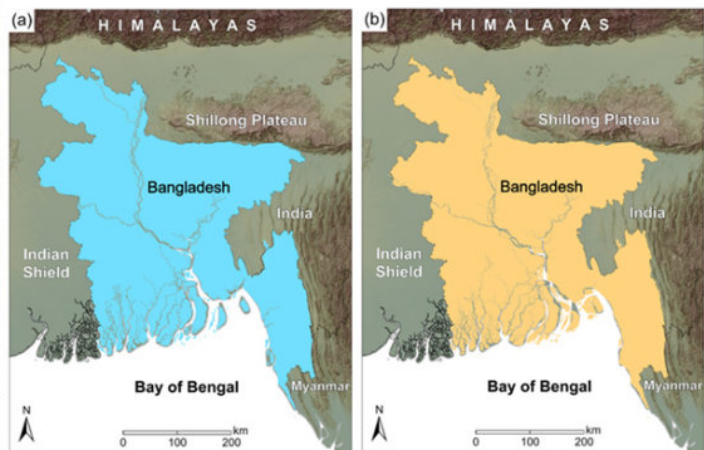 (a)
HIMALAYAS
Shillong Plateau
Bangladesh
India
Indian
Shield
Bay of Bengal
Myanmar
N
km
0 100 200
(b)
HIMALAYAS
Shillong Plateau
Bangladesh
India
Indian
Shield
Bay of Bengal
Myanmar
N
km
0 100 200